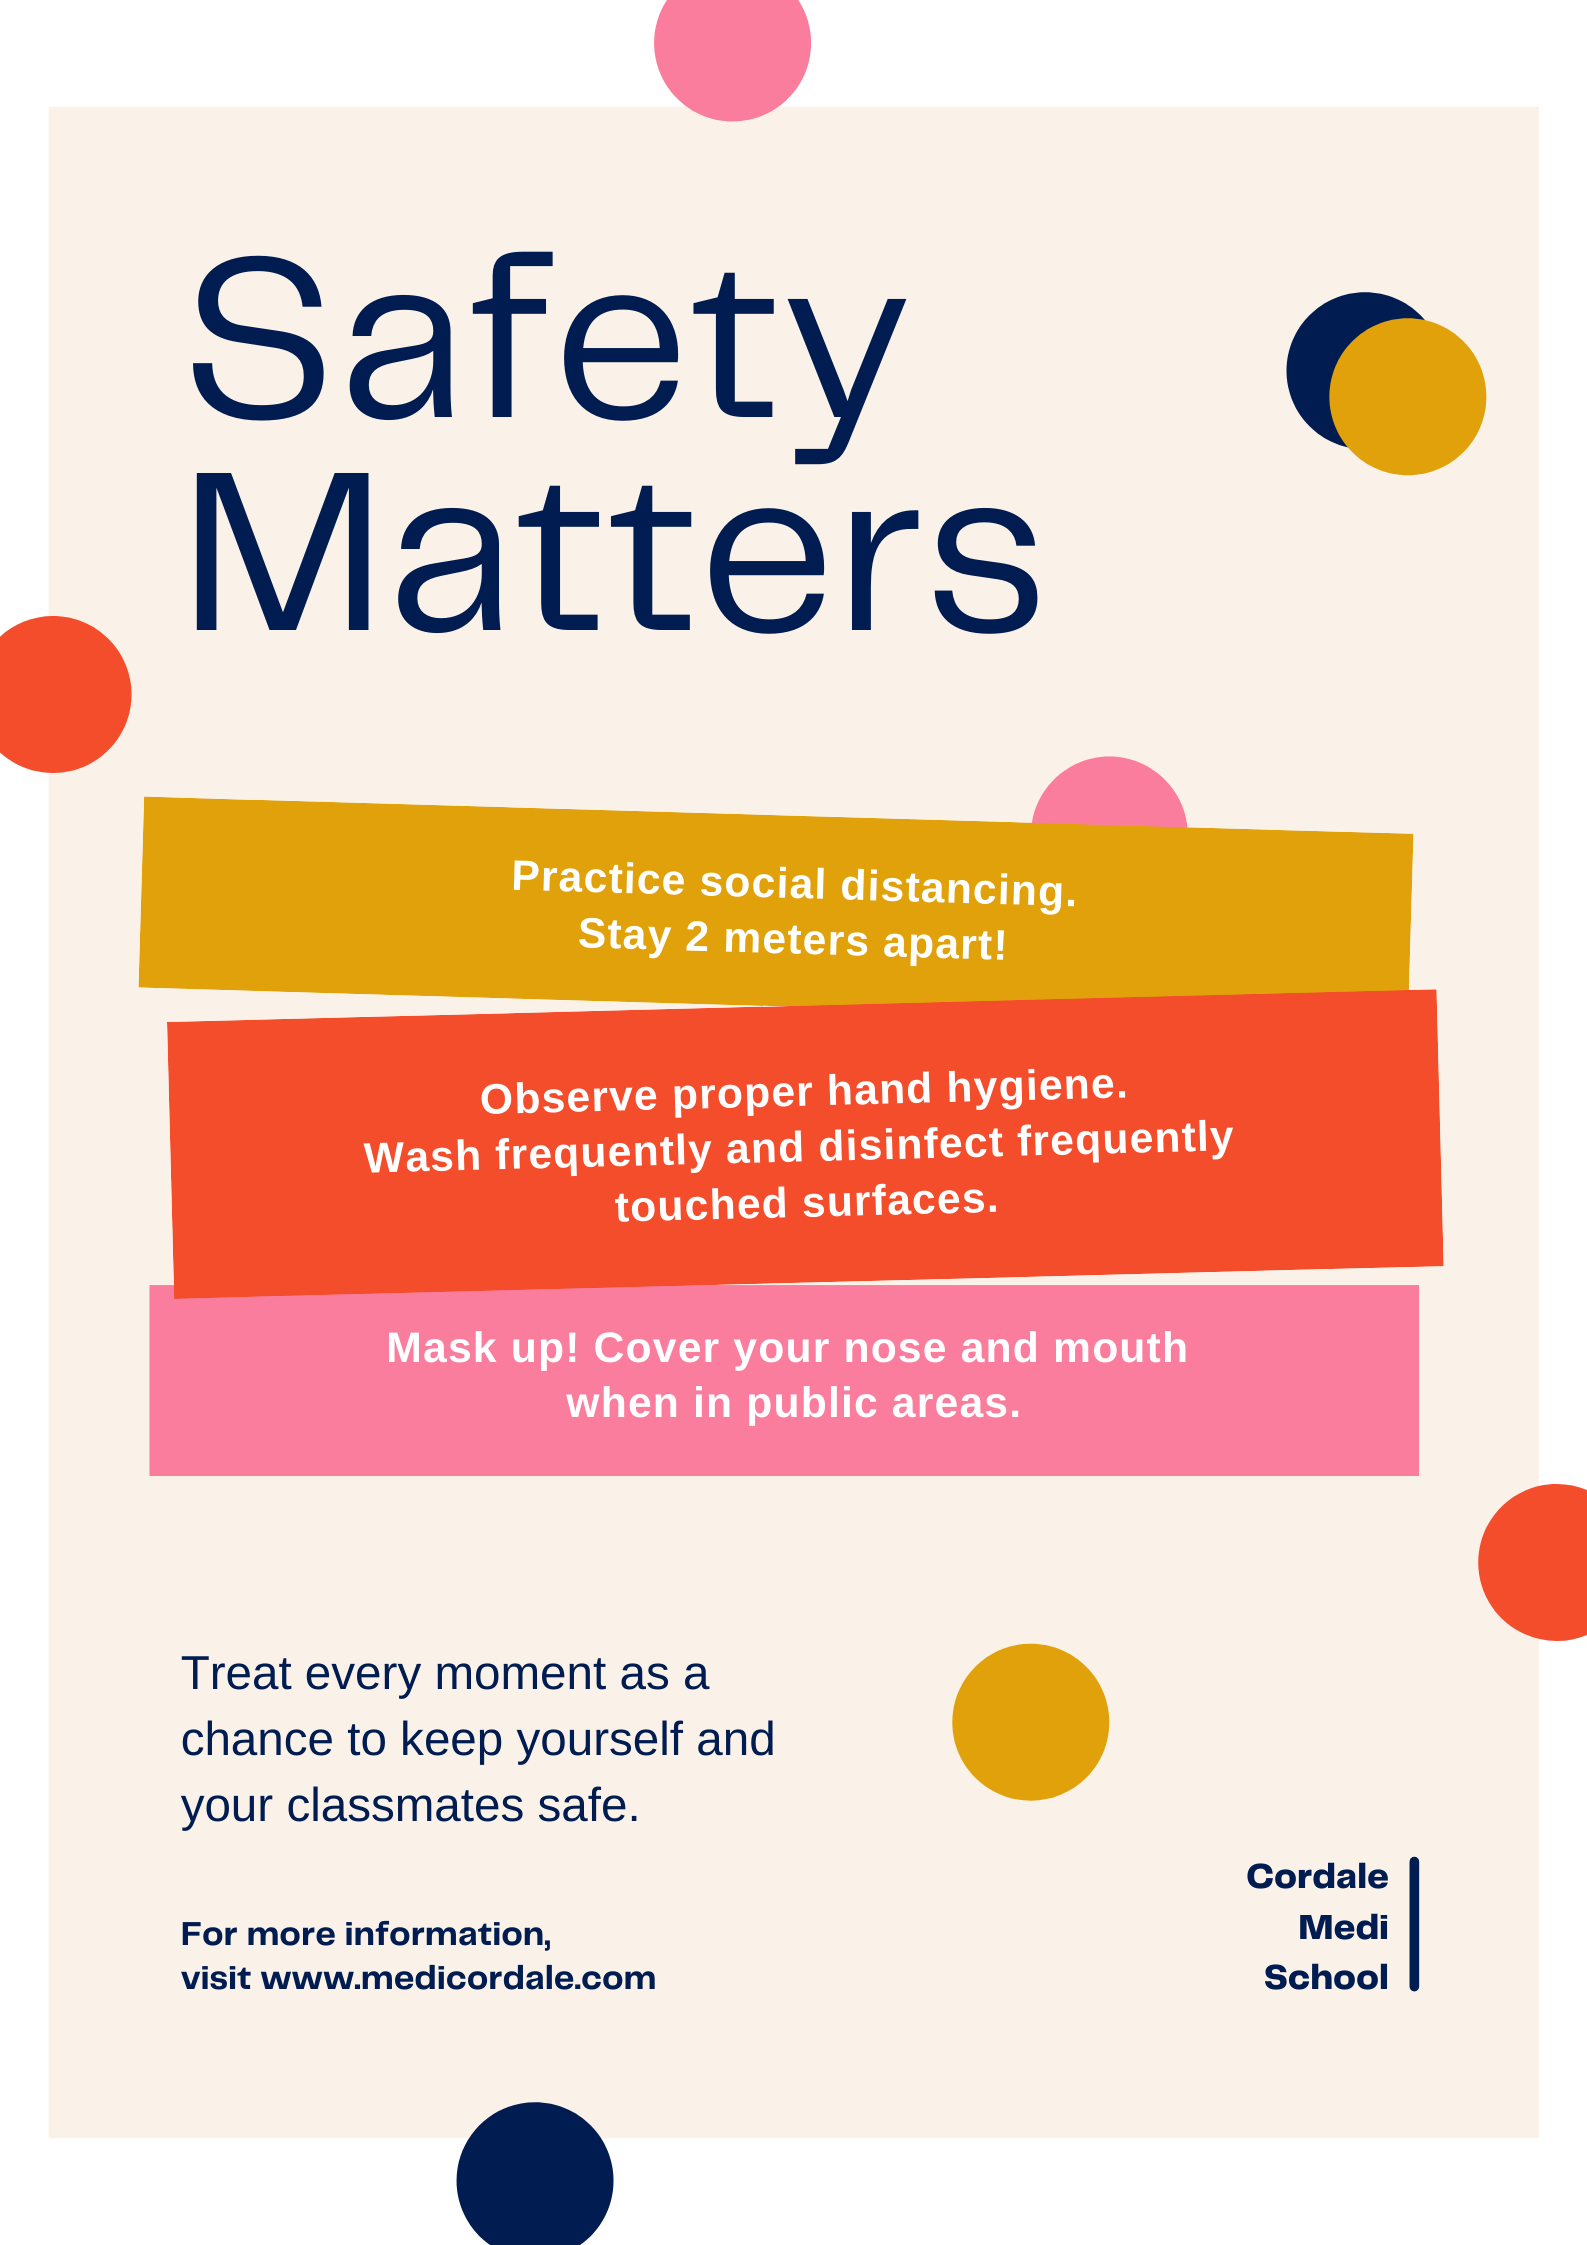 Safety
Matters
Practice social distancing.
Stay 2 meters apart!
Observe proper hand hygiene.
Wash frequently and disinfect frequently
touched surfaces.
Mask up! Cover your nose and mouth
when in public areas.
Treat every moment as a
chance to keep yourself and
your classmates safe.
For more information,
visit www.medicordale.com
Cordale
Medi
School